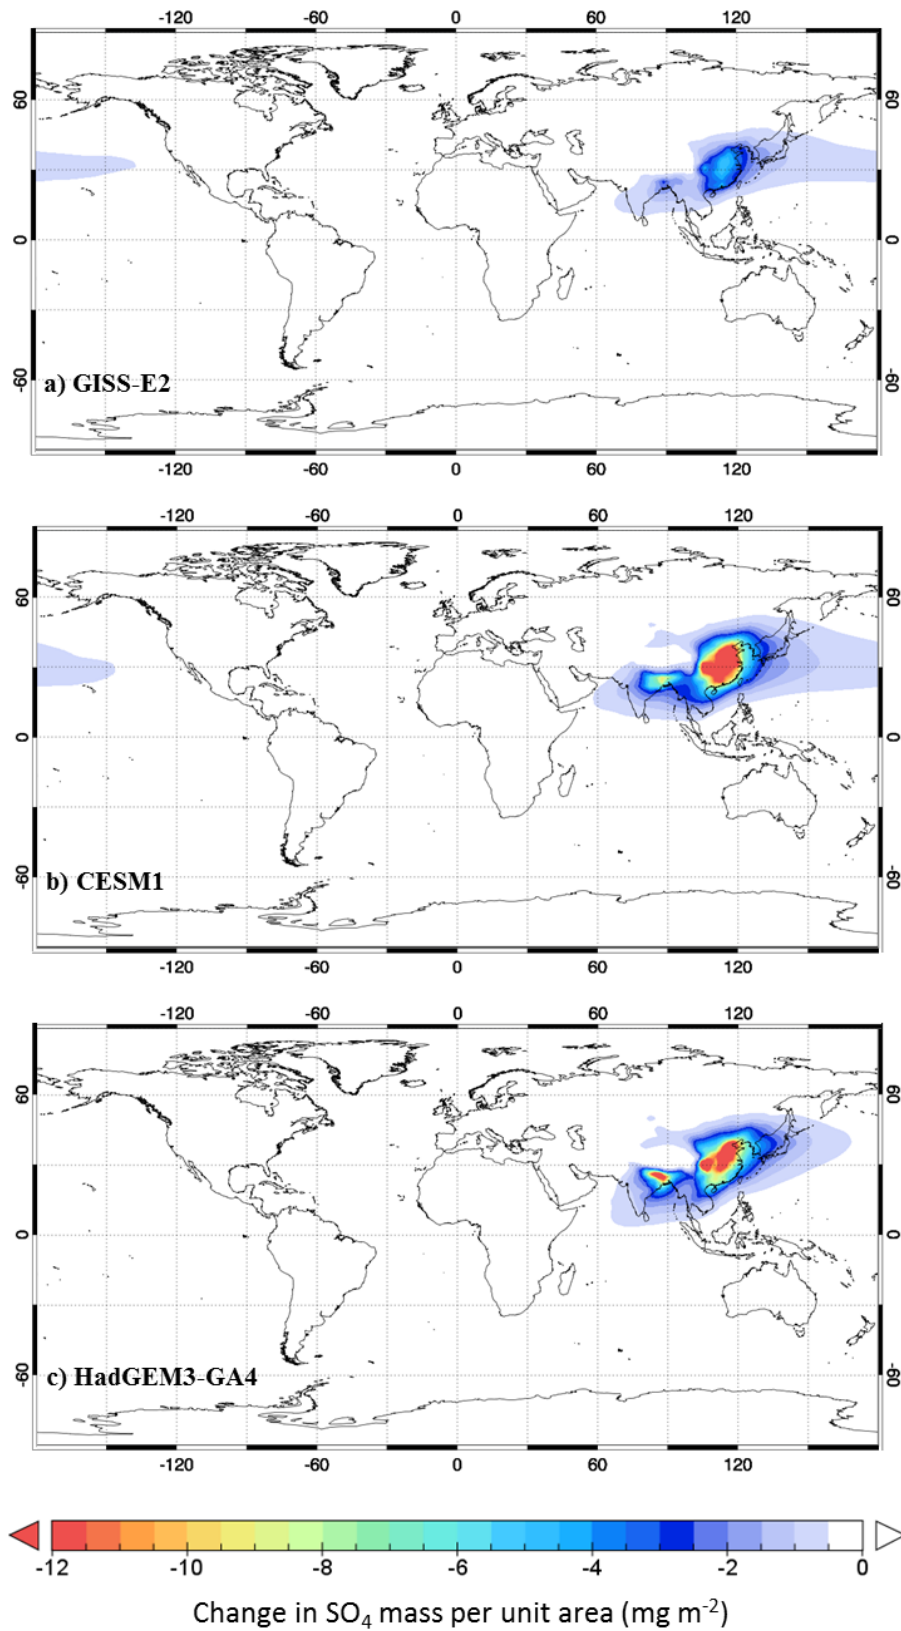 -120 -60 0 60 120
60 60
0 0
-60 -60
a) GISS-E2
-120 -60 0 60 120
-120 -60 0 60 120
60 60
0 0
-60 -60
b) CESM1
-120 -60 0 60 120
-120 -60 0 60 120
60 60
0 0
-60 -60
c) HadGEM3-GA4
-120 -60 0 60 120
-12 -10 -8 -6 -4 -2 0
Change in SO₄ mass per unit area (mg m⁻²)